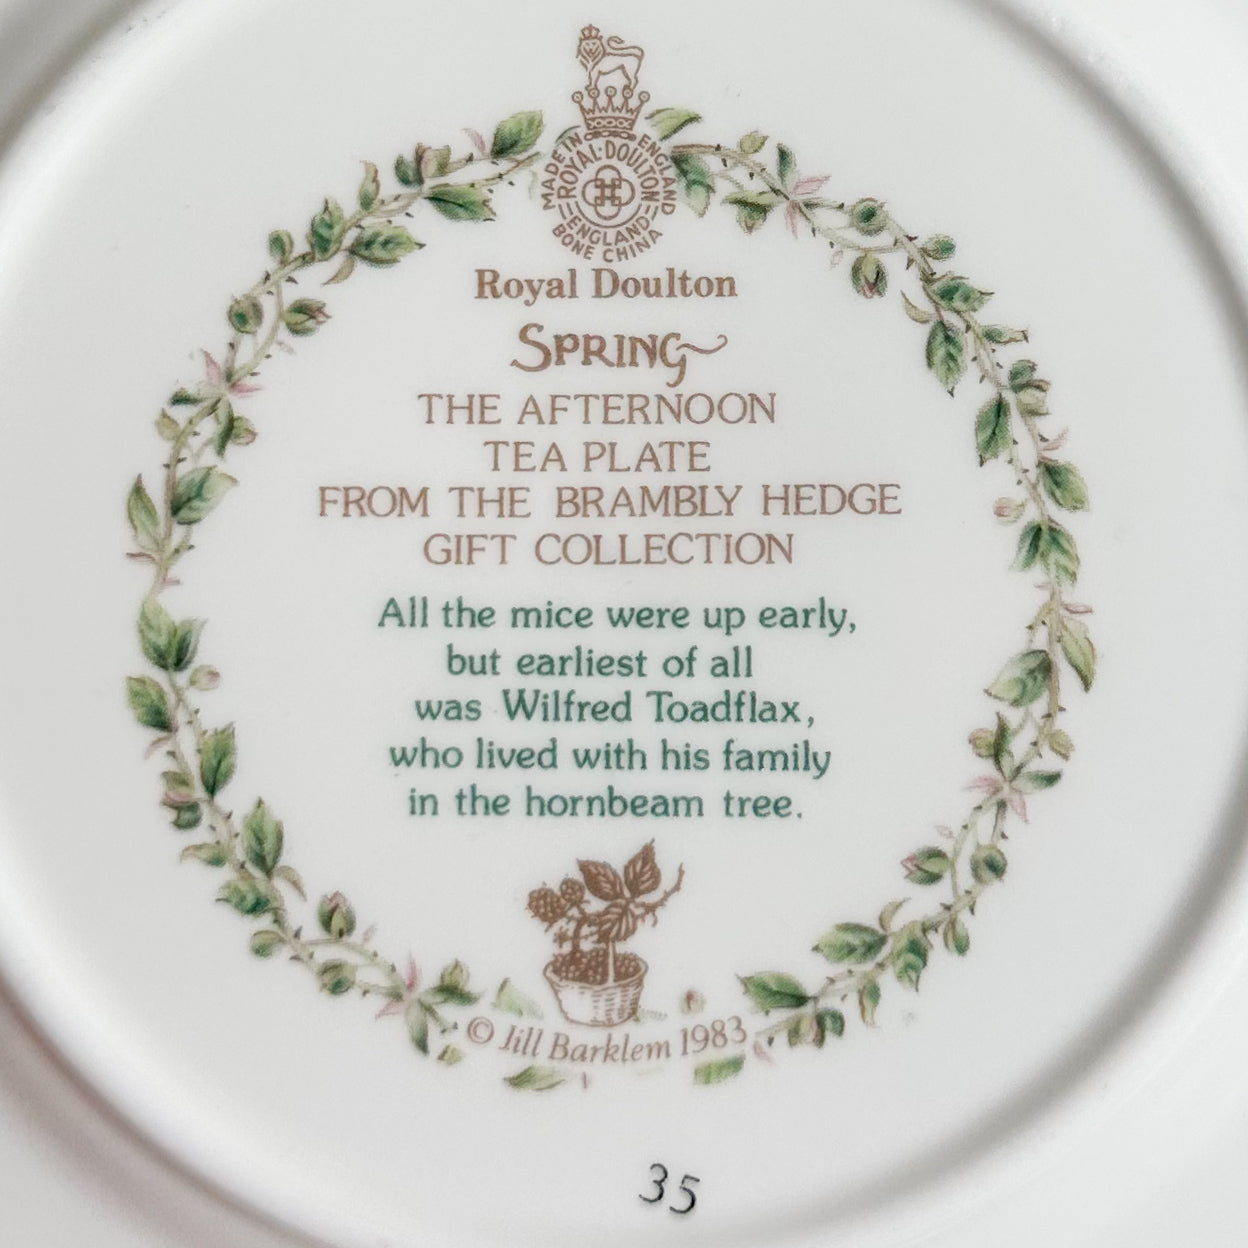 MADE IN ENGLAND
ROYAL·DOULTON
ENGLAND
BONE CHINA
Royal Doulton
SPRING
THE AFTERNOON
TEA PLATE
FROM THE BRAMBLY HEDGE
GIFT COLLECTION
All the mice were up early,
but earliest of all
was Wilfred Toadflax,
who lived with his family
in the hornbeam tree.
© Jill Barklem 1983
35